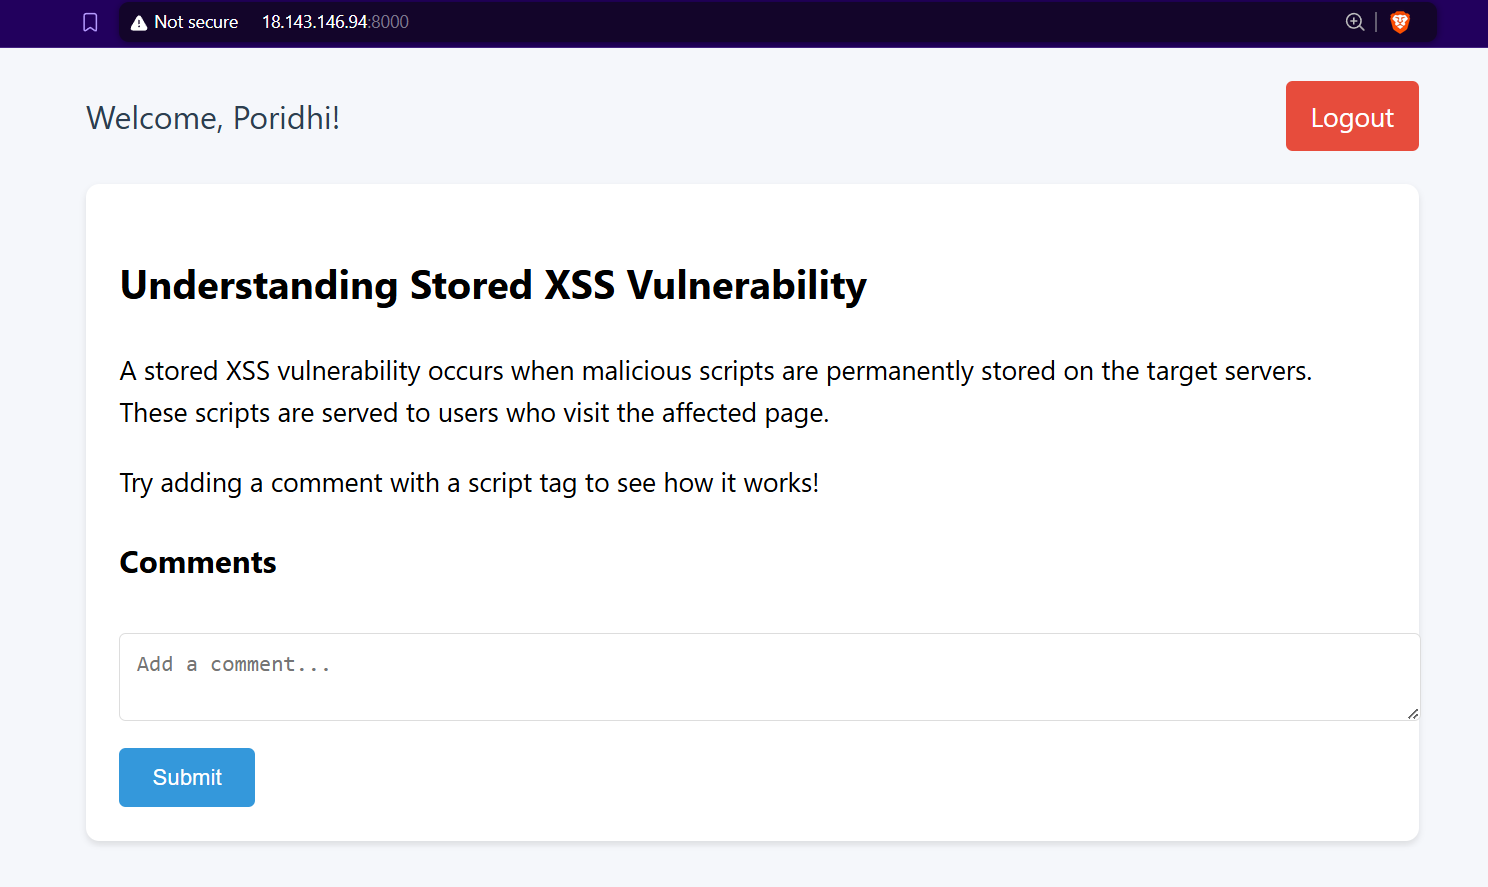 Not secure 18.143.146.94:8000
Welcome, Poridhi!
Logout
Understanding Stored XSS Vulnerability
A stored XSS vulnerability occurs when malicious scripts are permanently stored on the target servers.
These scripts are served to users who visit the affected page.
Try adding a comment with a script tag to see how it works!
Comments
Add a comment...
Submit